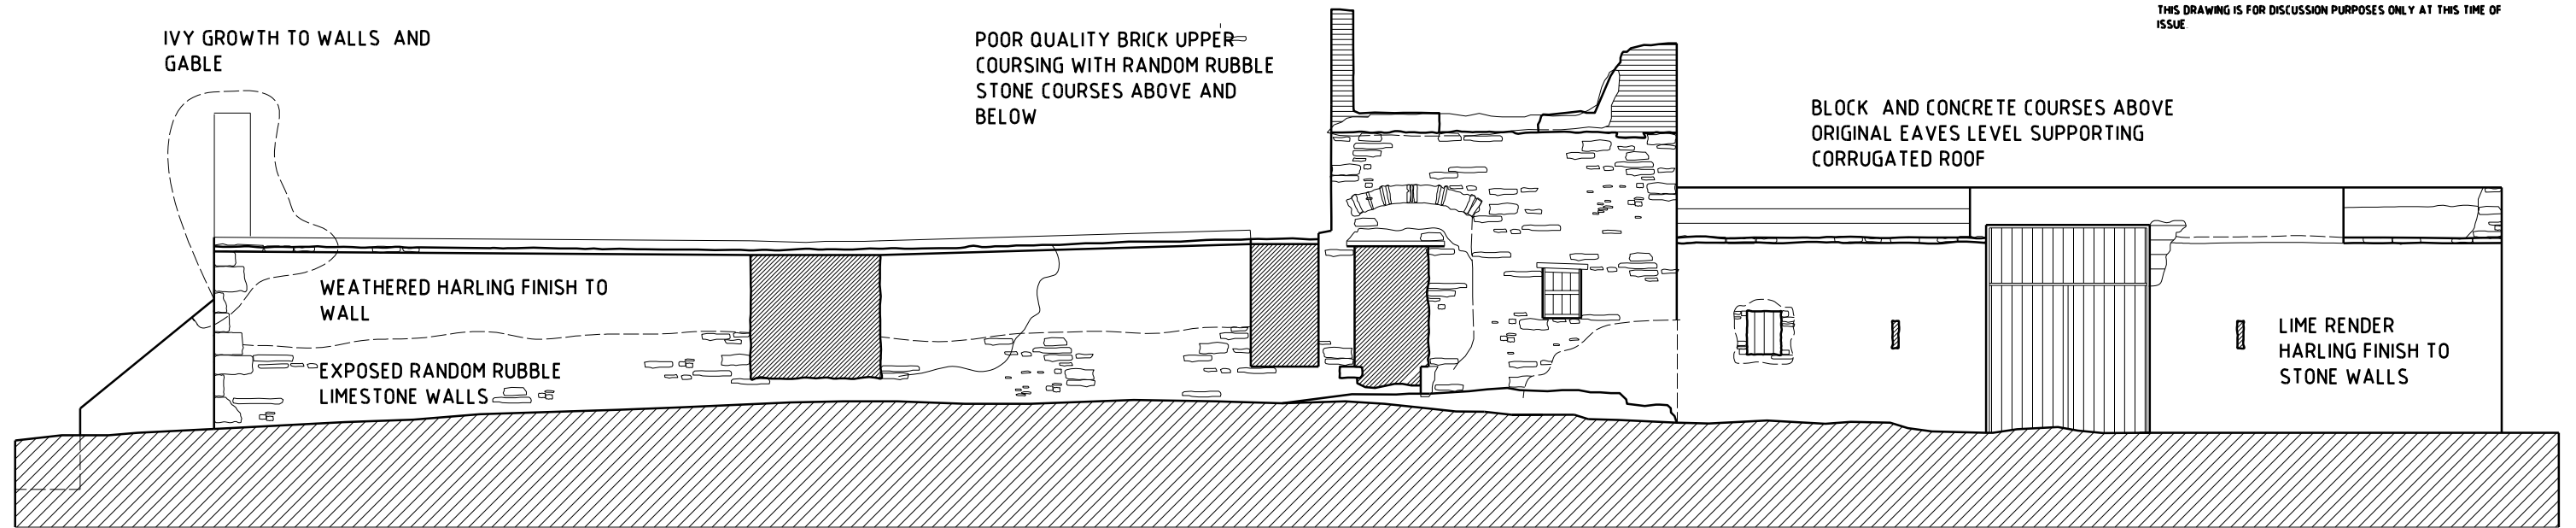 THIS DRAWING IS FOR DISCUSSION PURPOSES ONLY AT THIS TIME OF
ISSUE.
IVY GROWTH TO WALLS AND
GABLE
POOR QUALITY BRICK UPPER
COURSING WITH RANDOM RUBBLE
STONE COURSES ABOVE AND
BELOW
BLOCK AND CONCRETE COURSES ABOVE
ORIGINAL EAVES LEVEL SUPPORTING
CORRUGATED ROOF
WEATHERED HARLING FINISH TO
WALL
EXPOSED RANDOM RUBBLE
LIMESTONE WALLS
LIME RENDER
HARLING FINISH TO
STONE WALLS